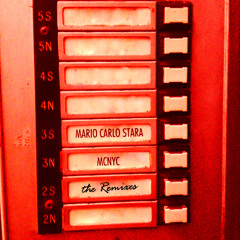 5S
5N
4S
4N
3S MARIO CARLO STARA
3N MCNYC
2S the Remixes
2N